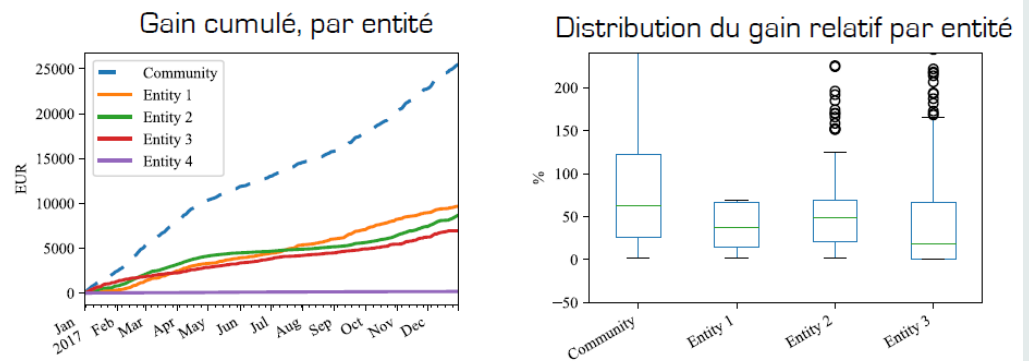 Gain cumulé, par entité
25000
20000
15000
10000
5000
0
EUR
Community
Entity 1
Entity 2
Entity 3
Entity 4
Jan
2017
Feb
Mar
Apr
May
Jun
Jul
Aug
Sep
Oct
Nov
Dec
Distribution du gain relatif par entité
200
150
100
50
0
−50
%
Community
Entity 1
Entity 2
Entity 3